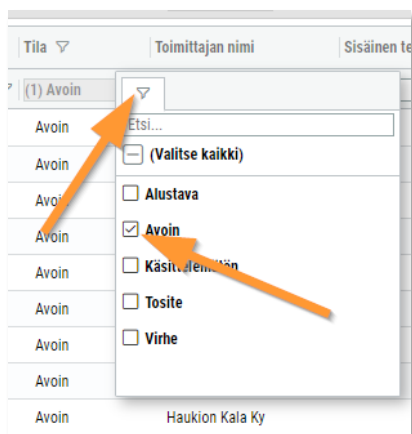 Tila Toimittajan nimi Sisäinen te
(1) Avoin
Avoin
Etsi...
(Valitse kaikki)
Avoin
Alustava
Avoin
Avoin
Avoin
Käsittelemätön
Avoin
Tosite
Avoin
Virhe
Avoin
Avoin
Avoin Haukion Kala Ky